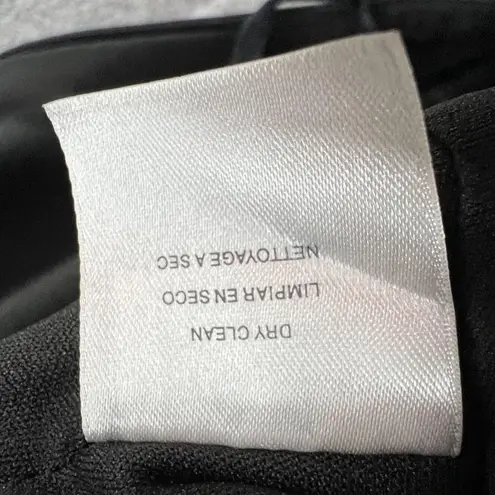 DRY CLEAN
LIMPIAR EN SECO
NETTOYAGE A SEC